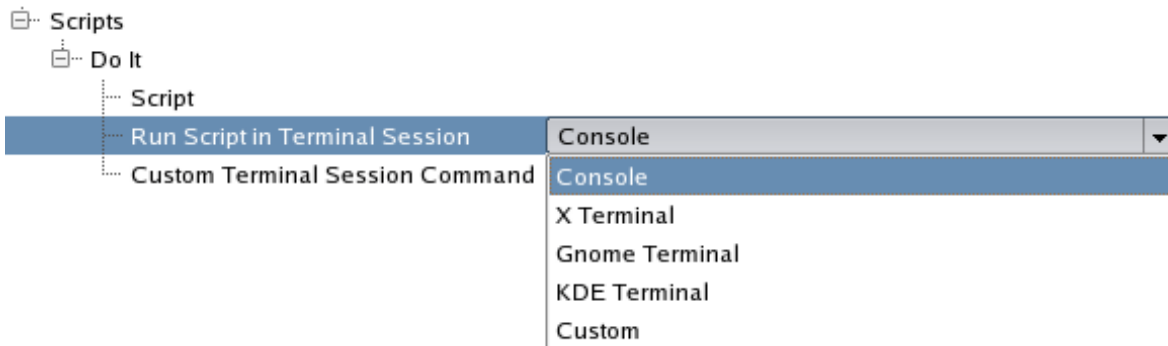 Scripts
Do It
Script
Run Script in Terminal Session Console
Custom Terminal Session Command Console
X Terminal
Gnome Terminal
KDE Terminal
Custom